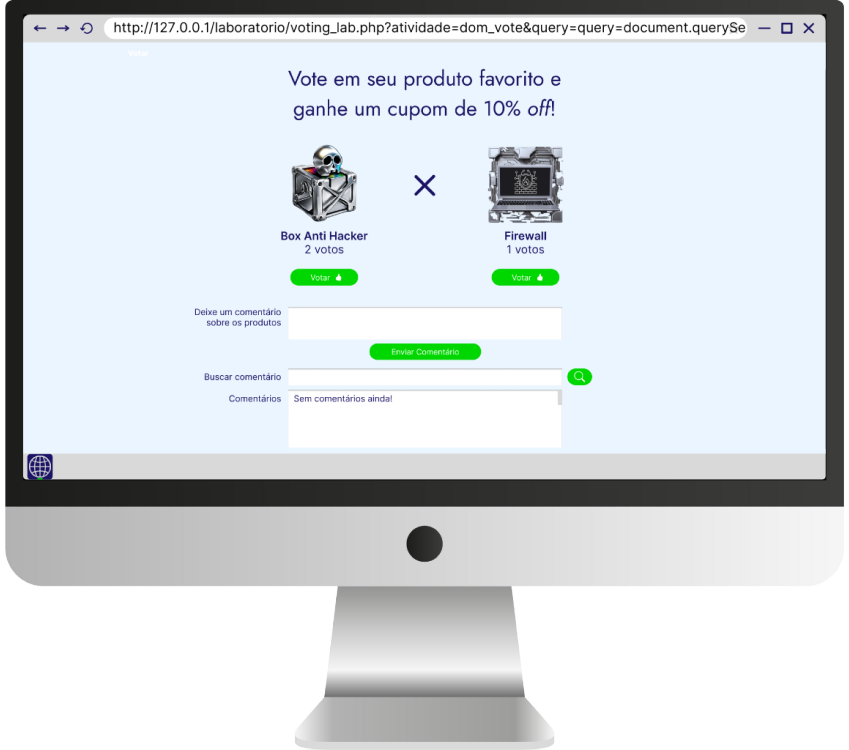 http://127.0.0.1/laboratorio/voting_lab.php?atividade=dom_vote&query=query=document.querySe
Votar
Vote em seu produto favorito e
ganhe um cupom de 10% off!
Box Anti Hacker
2 votos
Votar
Firewall
1 votos
Votar
Deixe um comentário
sobre os produtos
Enviar Comentário
Buscar comentário
Comentários
Sem comentários ainda!